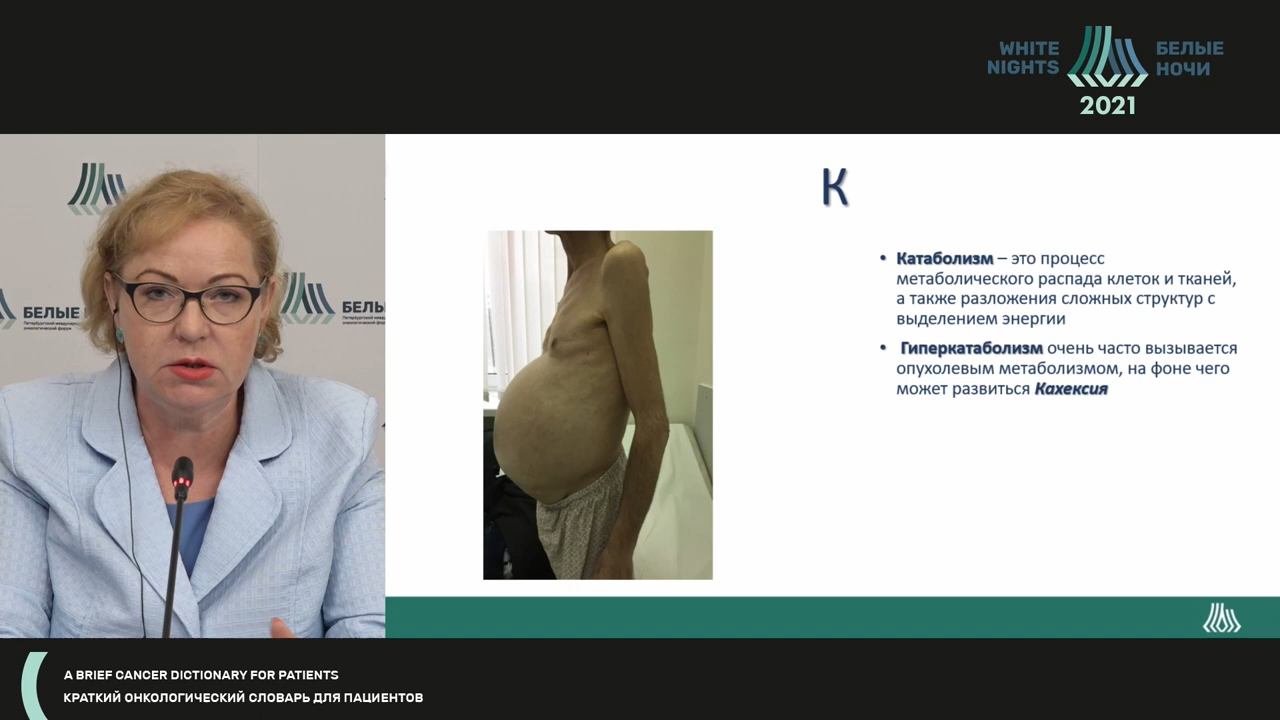 WHITE
NIGHTS
БЕЛЫЕ
НОЧИ
2021
К
• Катаболизм – это процесс
метаболического распада клеток и тканей,
а также разложения сложных структур с
выделением энергии
• Гиперкатаболизм очень часто вызывается
опухолевым метаболизмом, на фоне чего
может развиться Кахексия
БЕЛЫЕ
БЕЛЫ
A BRIEF CANCER DICTIONARY FOR PATIENTS
КРАТКИЙ ОНКОЛОГИЧЕСКИЙ СЛОВАРЬ ДЛЯ ПАЦИЕНТОВ